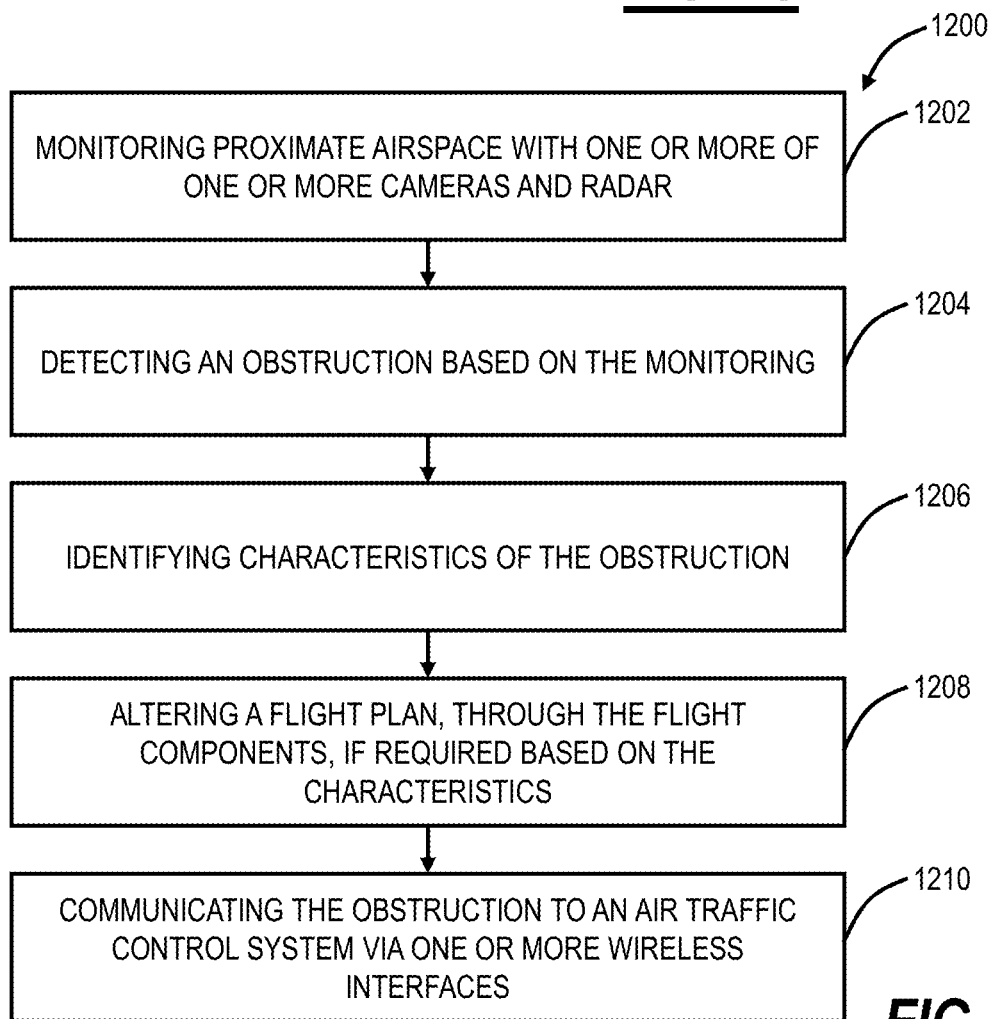 1200
MONITORING PROXIMATE AIRSPACE WITH ONE OR MORE OF
ONE OR MORE CAMERAS AND RADAR
1202
DETECTING AN OBSTRUCTION BASED ON THE MONITORING
1204
IDENTIFYING CHARACTERISTICS OF THE OBSTRUCTION
1206
ALTERING A FLIGHT PLAN, THROUGH THE FLIGHT
COMPONENTS, IF REQUIRED BASED ON THE
CHARACTERISTICS
1208
COMMUNICATING THE OBSTRUCTION TO AN AIR TRAFFIC
CONTROL SYSTEM VIA ONE OR MORE WIRELESS
INTERFACES
1210
FIG